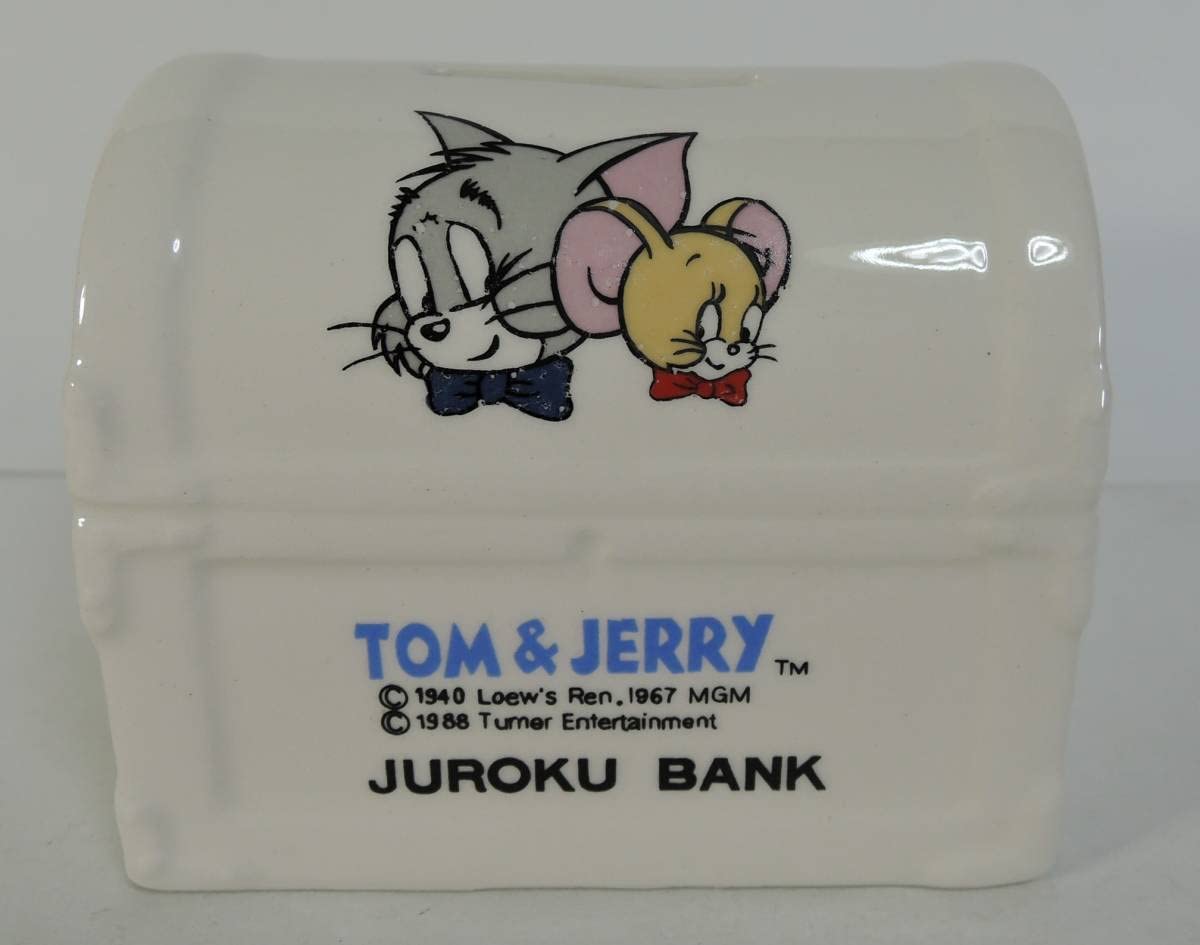 TOM & JERRY TM
© 1940 Loew's Ren. 1967 MGM
© 1988 Turner Entertainment
JUROKU BANK